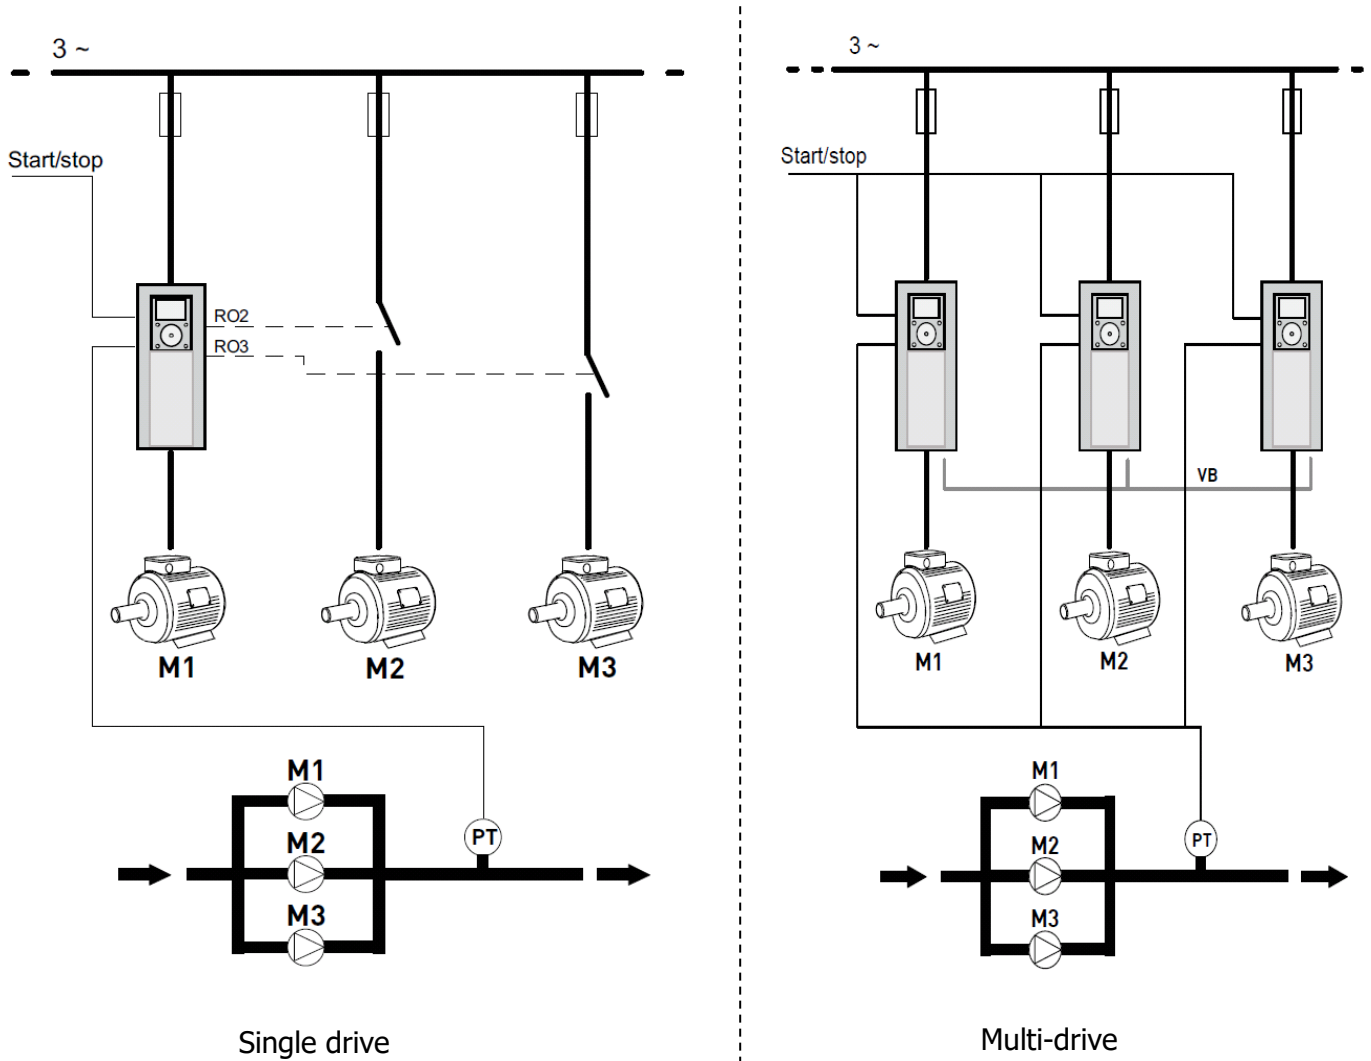 3 ~
Start/stop
RO2
RO3
M1
M2
M3
M1
M2
M3
PT
Single drive
3 ~
Start/stop
VB
M1
M2
M3
M1
M2
M3
PT
Multi-drive